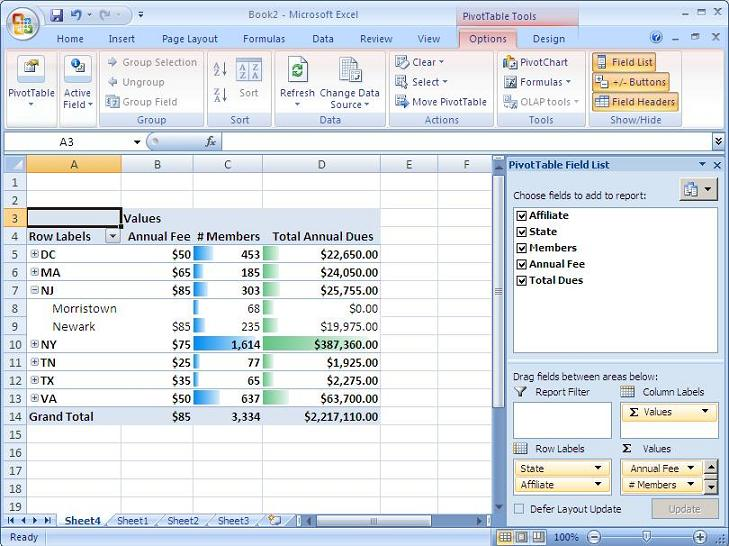 Book2 - Microsoft Excel
PivotTable Tools
Home Insert Page Layout Formulas Data Review View Options Design
PivotTable
Active Field
Group Selection
Ungroup
Group Field
Group
Sort
Sort
Refresh
Change Data Source
Data
Clear
Select
Move PivotTable
Actions
PivotChart
Formulas
OLAP tools
Tools
Field List
+/- Buttons
Field Headers
Show/Hide
A3
fx
A B C D E F
1
2
3 Values
4 Row Labels Annual Fee # Members Total Annual Dues
5 DC $50 453 $22,650.00
6 MA $65 185 $24,050.00
7 NJ $85 303 $25,755.00
8 Morristown 68 $0.00
9 Newark $85 235 $19,975.00
10 NY $75 1,614 $387,360.00
11 TN $25 77 $1,925.00
12 TX $35 65 $2,275.00
13 VA $50 637 $63,700.00
14 Grand Total $85 3,334 $2,217,110.00
15
16
17
18
19
Sheet4 Sheet1 Sheet2 Sheet3
Ready
100%
PivotTable Field List
Choose fields to add to report:
Affiliate
State
Members
Annual Fee
Total Dues
Drag fields between areas below:
Report Filter
Column Labels
Σ Values
Row Labels
Σ Values
State
Affiliate
Annual Fee
# Members
Defer Layout Update
Update